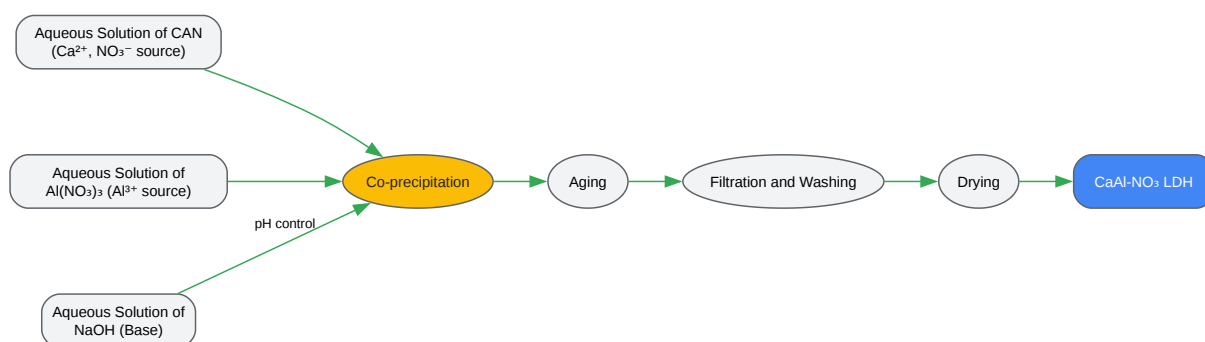 Aqueous Solution of CAN
(Ca²⁺, NO₃⁻ source)
Aqueous Solution of
Al(NO₃)₃ (Al³⁺ source)
Co-precipitation
Aging
Filtration and Washing
Drying
CaAl-NO₃ LDH
pH control
Aqueous Solution of
NaOH (Base)